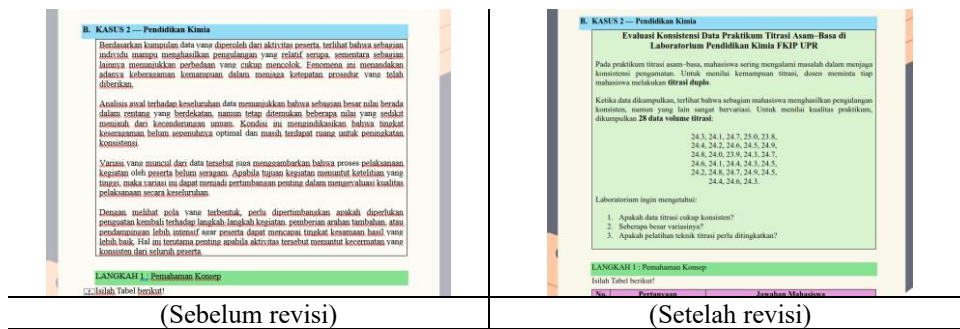 B. KASUS 2 — Pendidikan Kimia
Berdasarkan kumpulan data yang diperoleh dari aktivitas peserta, terlihat bahwa sebagian
individu mampu menghasilkan pengulangan yang relatif serupa, sementara sebagian
lainnya menunjukkan perbedaan yang cukup mencolok. Fenomena ini menandakan
adanya keberagaman kemampuan dalam menjaga ketepatan prosedur yang telah
diberikan.
Analisis awal terhadap keseluruhan data menunjukkan bahwa sebagian besar nilai berada
dalam rentang yang berdekatan, namun tetap ditemukan beberapa nilai yang sedikit
menjauh dari kecenderungan umum. Kondisi ini mengindikasikan bahwa tingkat
keseragaman belum sepenuhnya optimal dan masih terdapat ruang untuk peningkatan
konsistensi.
Variasi yang muncul dari data tersebut juga menggambarkan bahwa proses pelaksanaan
kegiatan oleh peserta belum seragam. Apabila tujuan kegiatan menuntut ketelitian yang
tinggi, maka variasi ini dapat menjadi pertimbangan penting dalam mengevaluasi kualitas
pelaksanaan secara keseluruhan.
Dengan melihat pola yang terbentuk, perlu dipertimbangkan apakah diperlukan
penguatan kembali terhadap langkah-langkah kegiatan, pemberian arahan tambahan, atau
pendampingan lebih intensif agar peserta dapat mencapai tingkat kesamaan hasil yang
lebih baik. Hal ini terutama penting apabila aktivitas tersebut menuntut kecermatan yang
konsisten dari seluruh peserta.
LANGKAH 1 : Pemahaman Konsep
Isilah Tabel berikut!
(Sebelum revisi)
B. KASUS 2 — Pendidikan Kimia
Evaluasi Konsistensi Data Praktikum Titrasi Asam–Basa di
Laboratorium Pendidikan Kimia FKIP UPR
Pada praktikum titrasi asam–basa, mahasiswa sering mengalami masalah dalam menjaga
konsistensi pengamatan. Untuk menilai kemampuan titrasi, dosen meminta tiap
mahasiswa melakukan titrasi duplo.
Ketika data dikumpulkan, terlihat bahwa sebagian mahasiswa menghasilkan pengulangan
konsisten, namun yang lain sangat bervariasi. Untuk menilai kualitas praktikum,
dikumpulkan 28 data volume titrasi:
24.3, 24.1, 24.7, 25.0, 23.8,
24.4, 24.2, 24.6, 24.5, 24.9,
24.8, 24.0, 23.9, 24.3, 24.7,
24.6, 24.1, 24.4, 24.3, 24.5,
24.2, 24.8, 24.7, 24.9, 24.5,
24.4, 24.6, 24.3.
Laboratorium ingin mengetahui:
1. Apakah data titrasi cukup konsisten?
2. Seberapa besar variasinya?
3. Apakah pelatihan teknik titrasi perlu ditingkatkan?
LANGKAH 1 : Pemahaman Konsep
Isilah Tabel berikut!
No. Pertanyaan Jawaban Mahasiswa
(Setelah revisi)